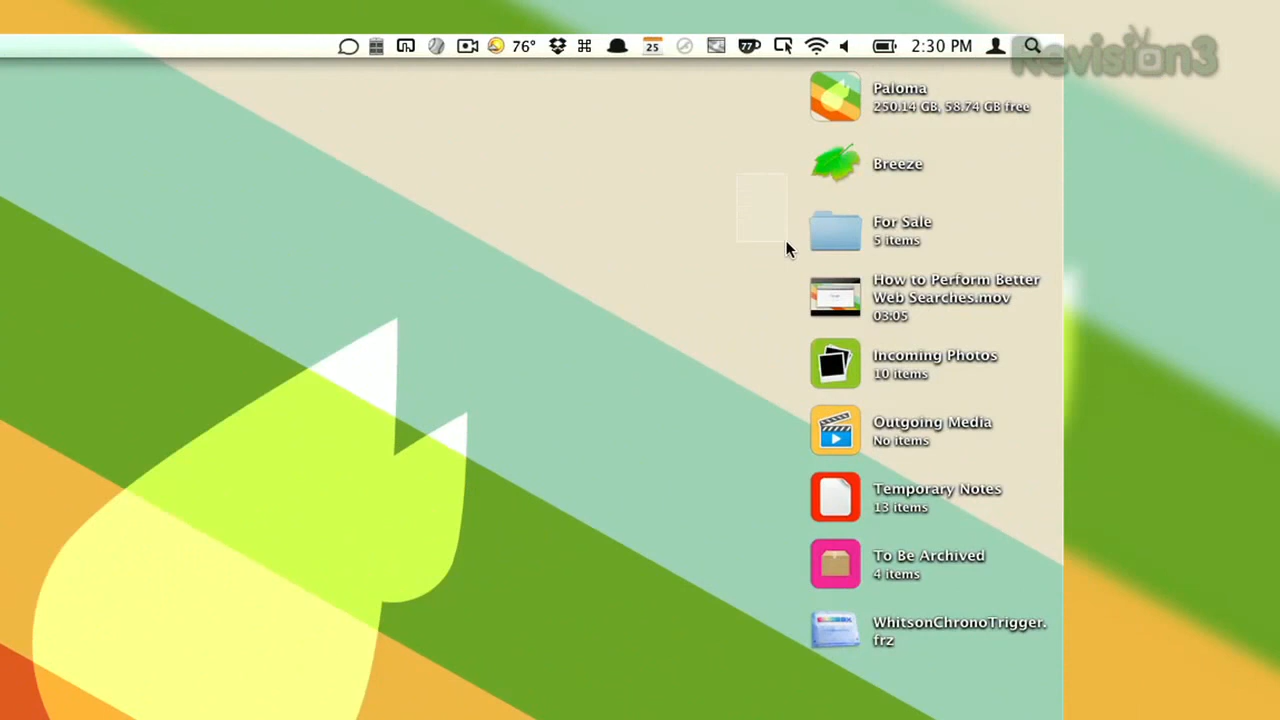 76°
25
77
2:30 PM
Revision3
Paloma
250.14 GB, 58.74 GB free
Breeze
For Sale
5 items
How to Perform Better
Web Searches.mov
03:05
Incoming Photos
10 items
Outgoing Media
No items
Temporary Notes
13 items
To Be Archived
4 items
WhitsonChronoTrigger.
frz